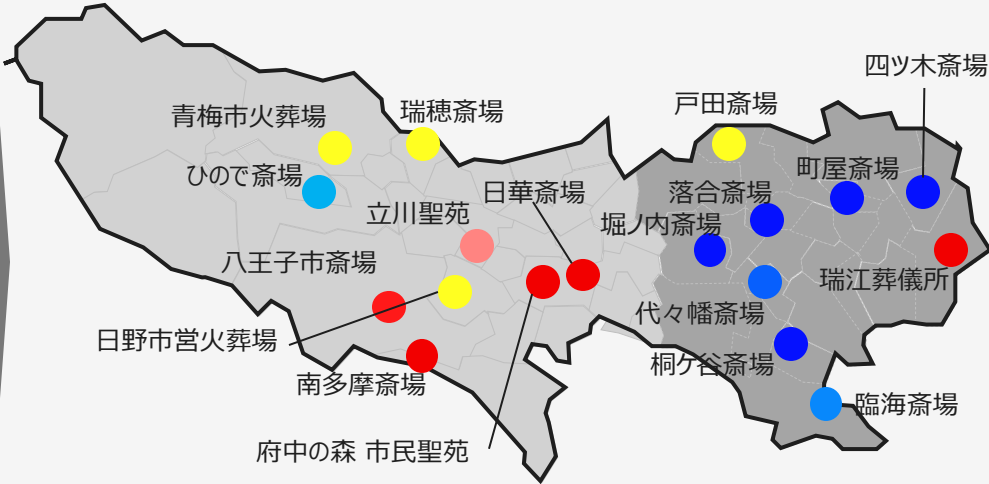 四ツ木斎場
戸田斎場
瑞穂斎場
青梅市火葬場
町屋斎場
ひので斎場
日華斎場
落合斎場
立川聖苑
堀ノ内斎場
八王子市斎場
瑞江葬儀所
代々幡斎場
日野市営火葬場
桐ケ谷斎場
南多摩斎場
臨海斎場
府中の森 市民聖苑